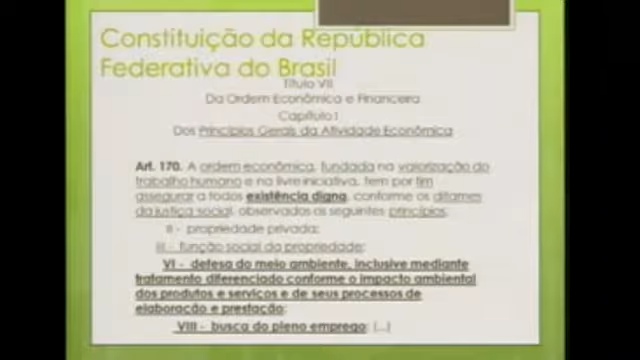 Constituição da República
Federativa do Brasil
Título VII
Da Ordem Econômica e Financeira
Capítulo I
Dos Princípios Gerais da Atividade Econômica
Art. 170. A ordem econômica, fundada na valorização do
trabalho humano e na livre iniciativa, tem por fim
assegurar a todos existência digna, conforme os ditames
da justiça social, observados os seguintes princípios:
II - propriedade privada;
III - função social da propriedade;
VI - defesa do meio ambiente, inclusive mediante
tratamento diferenciado conforme o impacto ambiental
dos produtos e serviços e de seus processos de
elaboração e prestação;
VIII - busca do pleno emprego; (...)